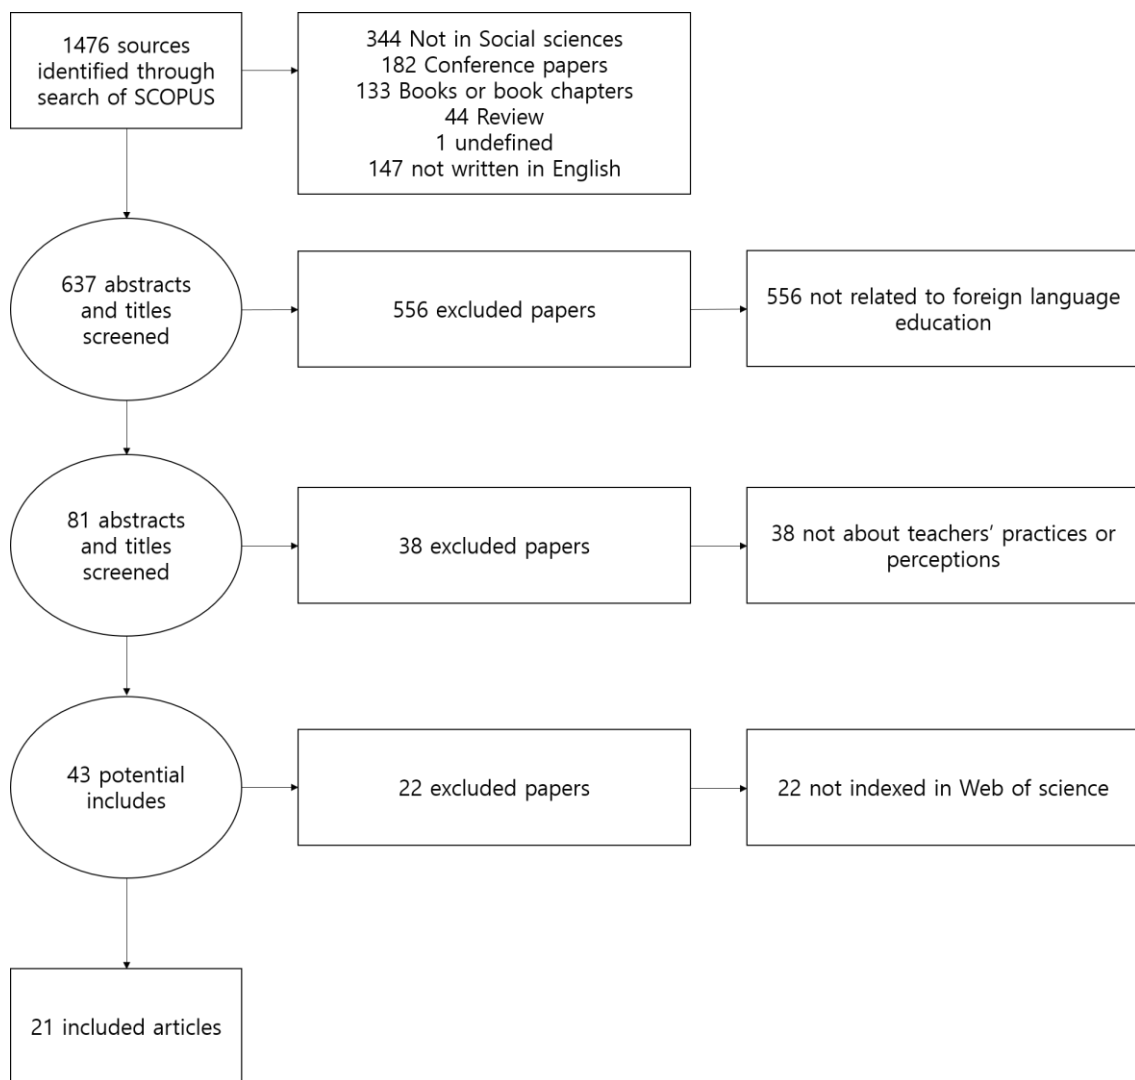 1476 sources
identified through
search of SCOPUS
344 Not in Social sciences
182 Conference papers
133 Books or book chapters
44 Review
1 undefined
147 not written in English
637 abstracts
and titles
screened
556 excluded papers
556 not related to foreign language
education
81 abstracts
and titles
screened
38 excluded papers
38 not about teachers’ practices or
perceptions
43 potential
includes
22 excluded papers
22 not indexed in Web of science
21 included articles